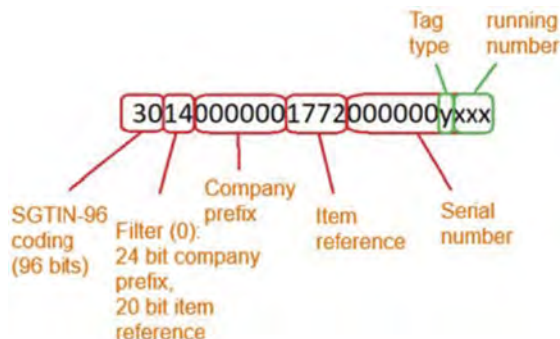 Tag type
running number
30140000001772000000yxxx
SGTIN-96
coding
(96 bits)
Filter (0):
24 bit company
prefix,
20 bit item
reference
Company
prefix
Item
reference
Serial
number